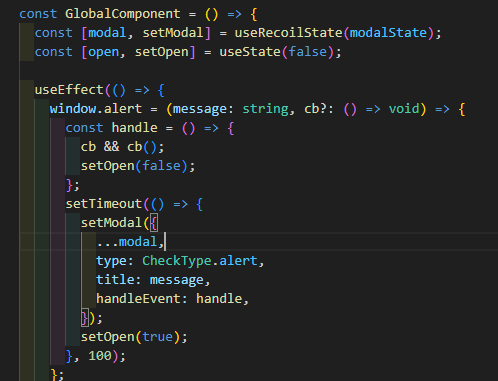 const GlobalComponent = () => {
const [modal, setModal] = useRecoilState(modalState);
const [open, setOpen] = useState(false);
useEffect(() => {
window.alert = (message: string, cb?: () => void) => {
const handle = () => {
cb && cb();
setOpen(false);
};
setTimeout(() => {
setModal({
...modal,
type: CheckType.alert,
title: message,
handleEvent: handle,
});
setOpen(true);
}, 100);
};